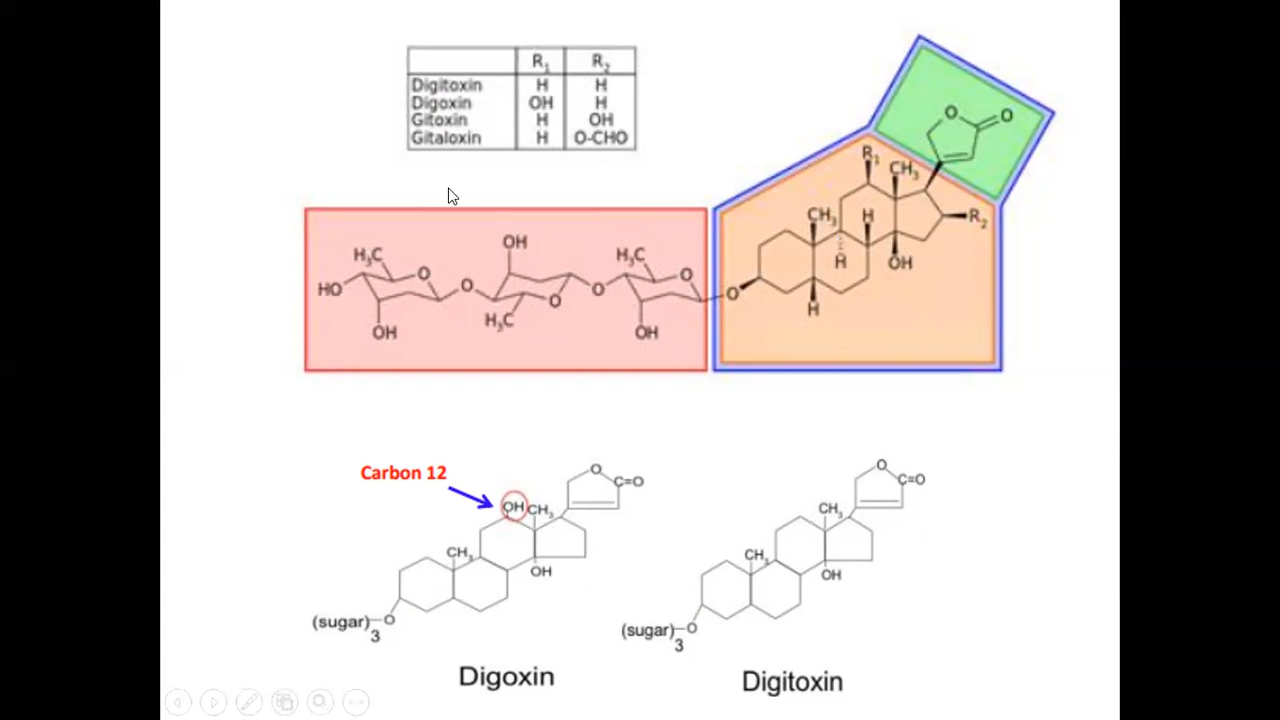 R1 R2
Digitoxin H H
Digoxin OH H
Gitoxin H OH
Gitaloxin H O-CHO
O O
R1 CH3
CH3 H R2
H OH
H
O
OH
H3C H3C
O O O
HO O O
H3C
OH OH
Carbon 12
OH CH3 O C=O
CH3
OH
(sugar)3 O
Digoxin
O C=O
CH3
CH3
OH
(sugar)3 O
Digitoxin